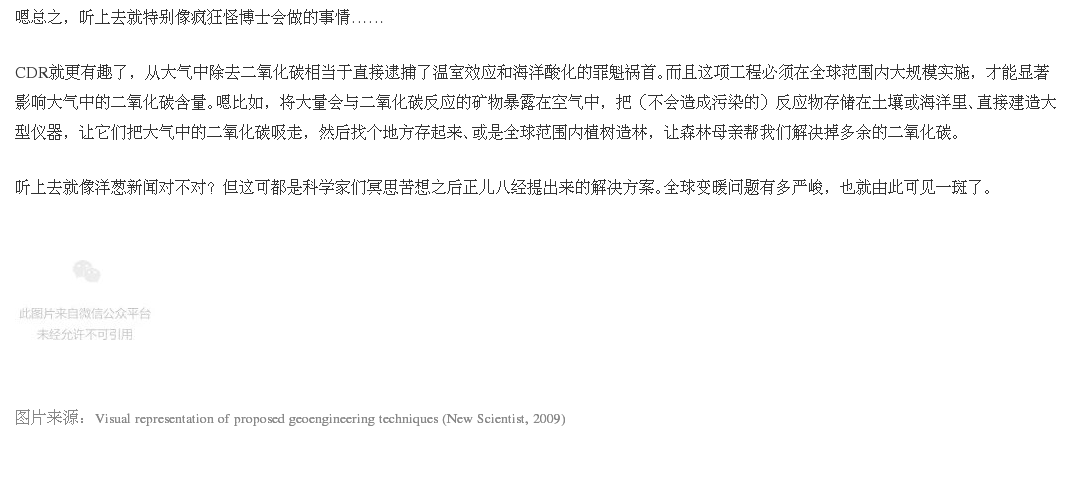 嗯总之，听上去就特别像疯狂怪博士会做的事情……
CDR就更有趣了，从大气中除去二氧化碳相当于直接逮捕了温室效应和海洋酸化的罪魁祸首。而且这项工程必须在全球范围内大规模实施，才能显著
影响大气中的二氧化碳含量。嗯比如，将大量会与二氧化碳反应的矿物暴露在空气中，把（不会造成污染的）反应物存储在土壤或海洋里、直接建造大
型仪器，让它们把大气中的二氧化碳吸走，然后找个地方存起来、或是全球范围内植树造林，让森林母亲帮我们解决掉多余的二氧化碳。
听上去就像洋葱新闻对不对？但这可都是科学家们冥思苦想之后正儿八经提出来的解决方案。全球变暖问题有多严峻，也就由此可见一斑了。
此图片来自微信公众平台
未经允许不可引用
图片来源：Visual representation of proposed geoengineering techniques (New Scientist, 2009)